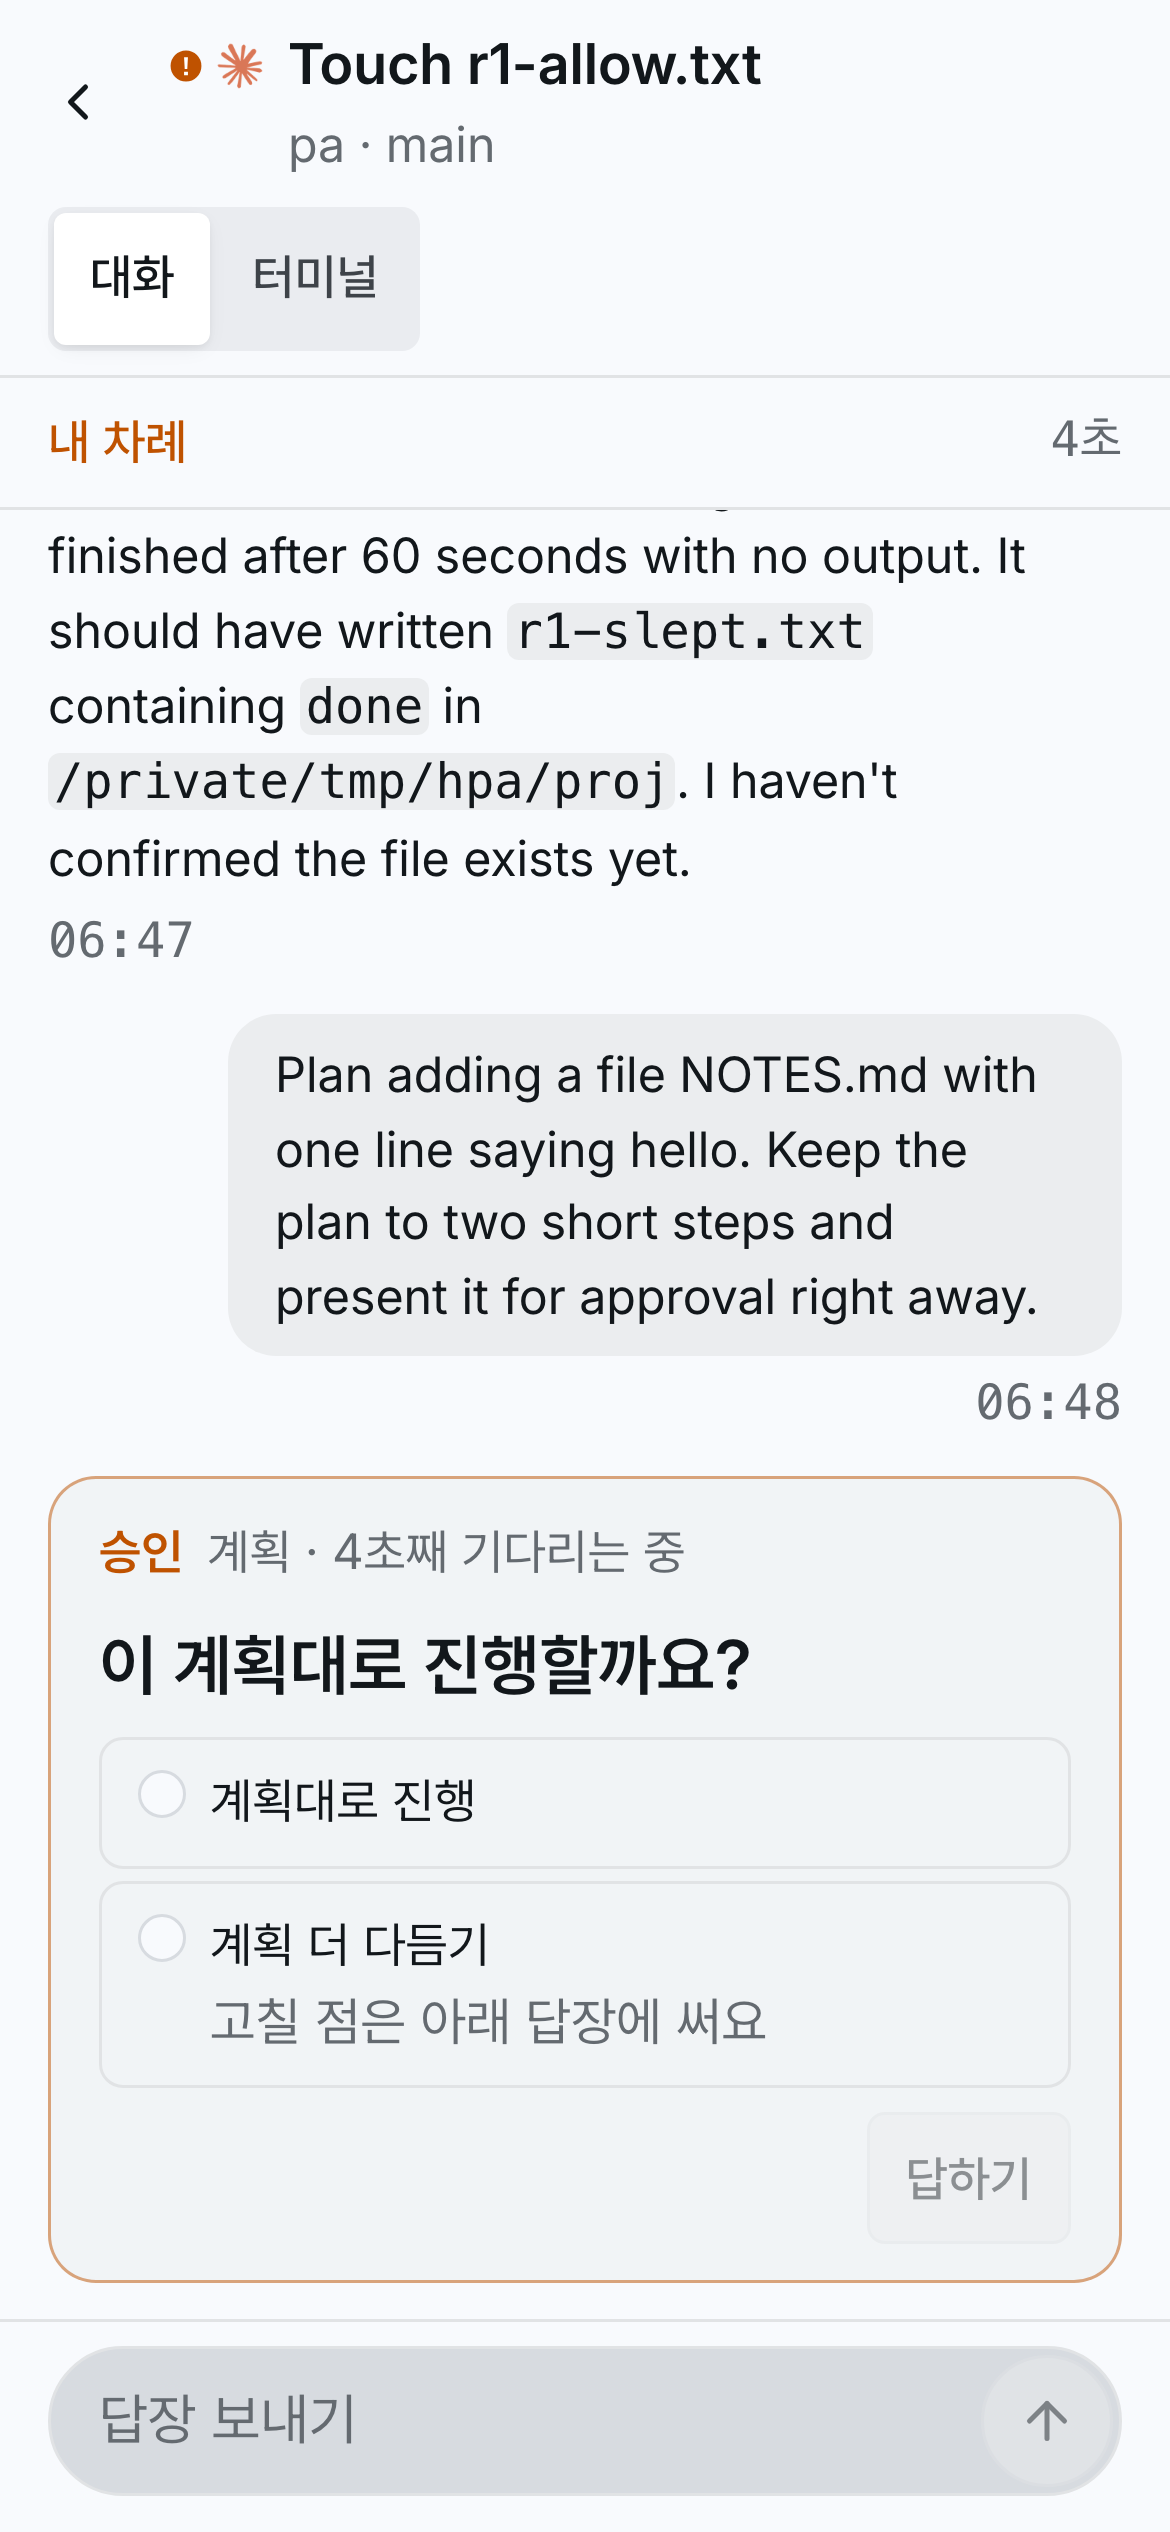 Touch r1-allow.txt
pa · main
대화
터미널
내 차례
4초
finished after 60 seconds with no output. It
should have written r1-slept.txt
containing done in
/private/tmp/hpa/proj. I haven't
confirmed the file exists yet.
06:47
Plan adding a file NOTES.md with
one line saying hello. Keep the
plan to two short steps and
present it for approval right away.
06:48
승인 계획 · 4초째 기다리는 중
이 계획대로 진행할까요?
계획대로 진행
계획 더 다듬기
고칠 점은 아래 답장에 써요
답하기
답장 보내기